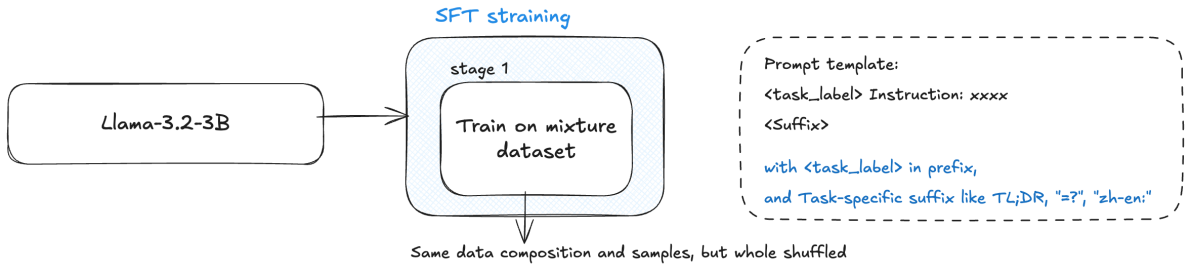 SFT straining
stage 1
Llama-3.2-3B
Train on mixture
dataset
Same data composition and samples, but whole shuffled
Prompt template:
<task_label> Instruction: xxxx
<Suffix>
with <task_label> in prefix,
and Task-specific suffix like TL;DR, "=?", "zh-en:"